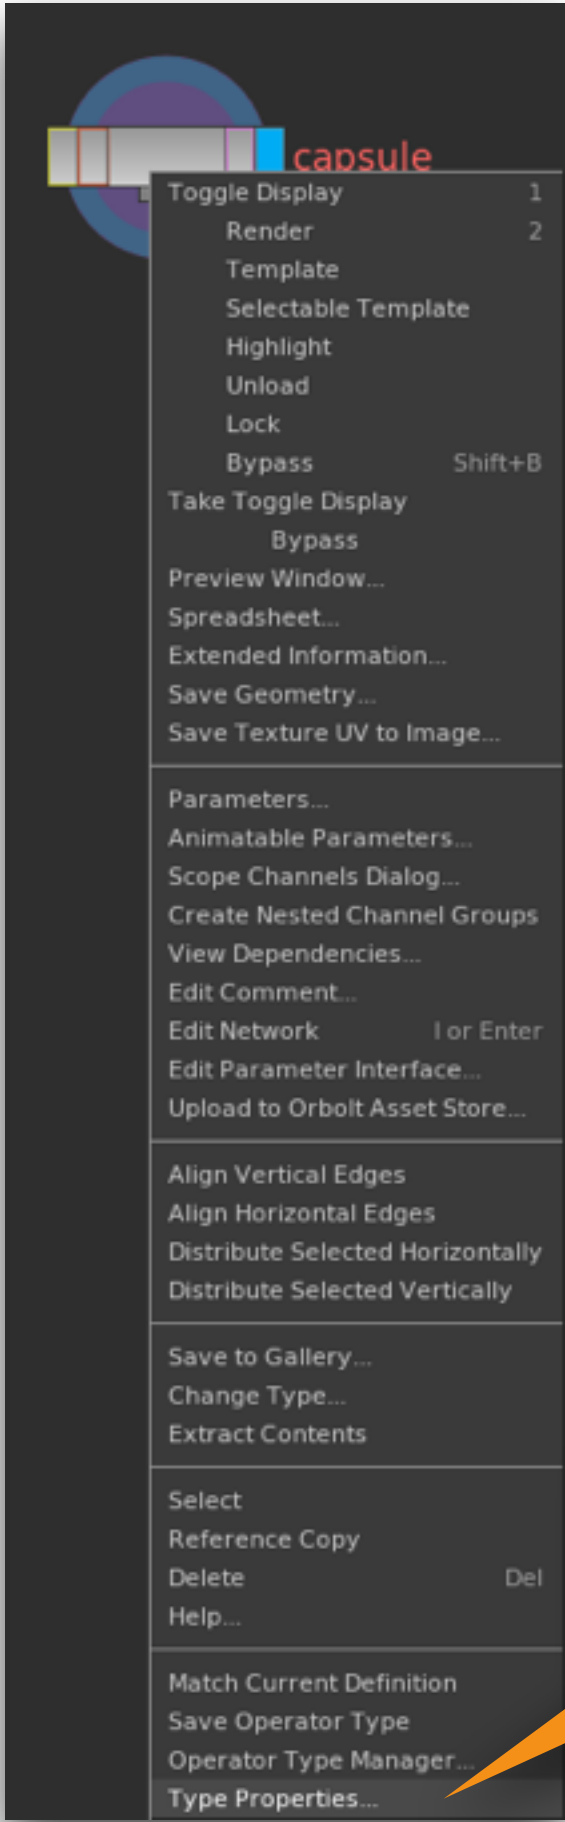 capsule
Toggle Display 1
Render 2
Template
Selectable Template
Highlight
Unload
Lock
Bypass Shift+B
Take Toggle Display
Bypass
Preview Window...
Spreadsheet...
Extended Information...
Save Geometry...
Save Texture UV to Image...
Parameters...
Animatable Parameters...
Scope Channels Dialog...
Create Nested Channel Groups
View Dependencies...
Edit Comment...
Edit Network I or Enter
Edit Parameter Interface...
Upload to Orbolt Asset Store...
Align Vertical Edges
Align Horizontal Edges
Distribute Selected Horizontally
Distribute Selected Vertically
Save to Gallery...
Change Type...
Extract Contents
Select
Reference Copy
Delete Del
Help...
Match Current Definition
Save Operator Type
Operator Type Manager...
Type Properties...